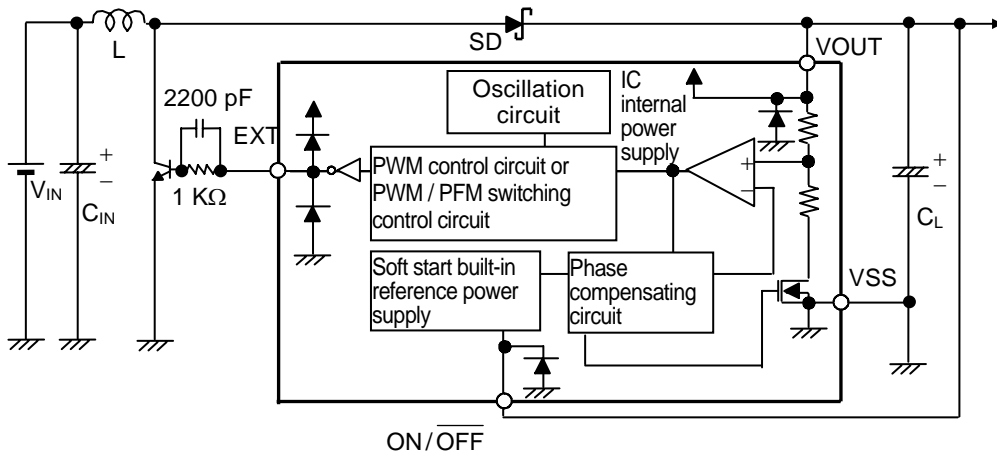 L
SD
VOUT
2200 pF
EXT
1 KΩ
Oscillation
circuit
IC
internal
power
supply
PWM control circuit or
PWM / PFM switching
control circuit
+
−
VIN
+
−
CIN
+
−
CL
Soft start built-in
reference power
supply
Phase
compensating
circuit
VSS
ON/O̅F̅F̅